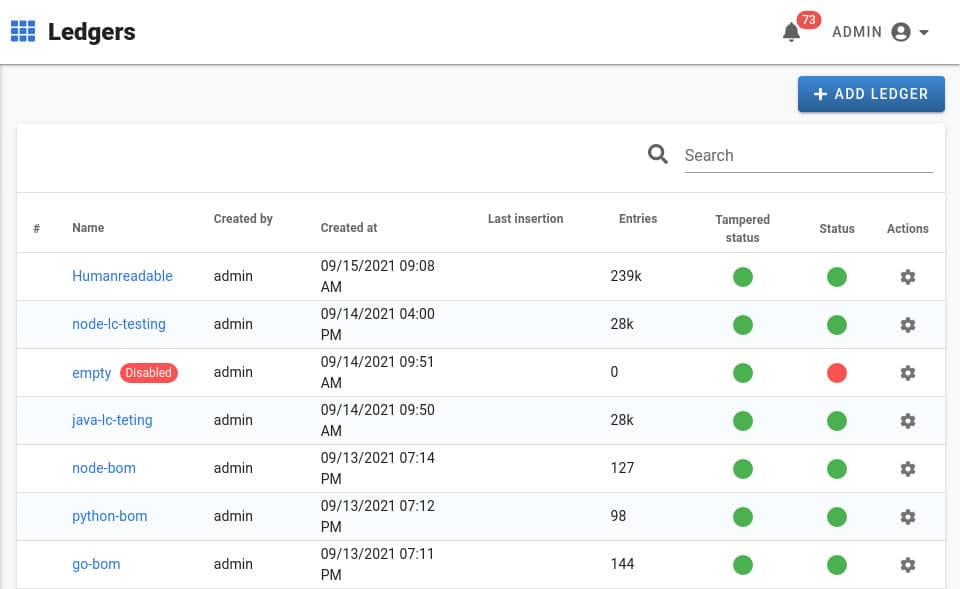 Ledgers
73
ADMIN
ADD LEDGER
Search
# Name Created by Created at Last insertion Entries Tampered status Status Actions
Humanreadable admin 09/15/2021 09:08 AM 239k
node-lc-testing admin 09/14/2021 04:00 PM 28k
empty Disabled admin 09/14/2021 09:51 AM 0
java-lc-teting admin 09/14/2021 09:50 AM 28k
node-bom admin 09/13/2021 07:14 PM 127
python-bom admin 09/13/2021 07:12 PM 98
go-bom admin 09/13/2021 07:11 PM 144